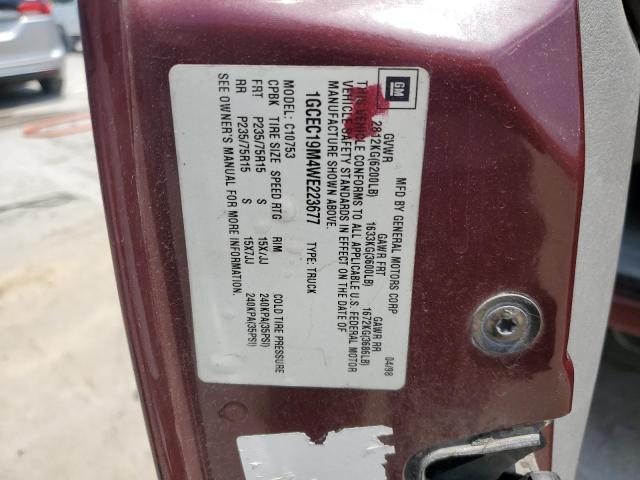 GM
MFD BY GENERAL MOTORS CORP 04/98
GVWR GAWR FRT GAWR RR
2812KG(6200LB) 1633KG(3600LB) 1672KG(3686LB)
THIS VEHICLE CONFORMS TO ALL APPLICABLE U.S. FEDERAL MOTOR
VEHICLE SAFETY STANDARDS IN EFFECT ON THE DATE OF
MANUFACTURE SHOWN ABOVE.
1GCEC19M4WE223677 TYPE: TRUCK
MODEL: C10753
CPBK TIRE SIZE SPEED RTG RIM COLD TIRE PRESSURE
FRT P235/75R15 S 15X7JJ 240KPA(35PSI)
RR P235/75R15 S 15X7JJ 240KPA(35PSI)
SEE OWNER'S MANUAL FOR MORE INFORMATION.